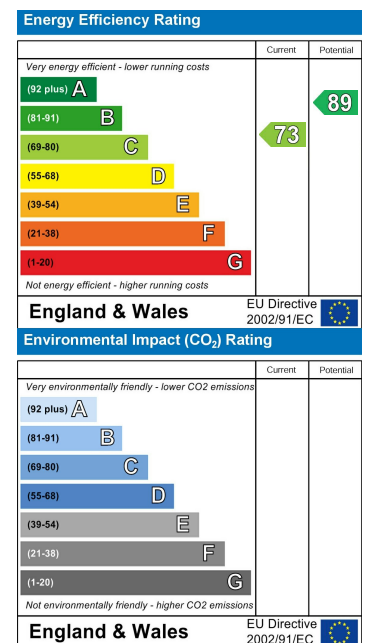 Energy Efficiency Rating
Current Potential
Very energy efficient - lower running costs
(92 plus) A
(81-91) B
(69-80) C
(55-68) D
(39-54) E
(21-38) F
(1-20) G
73
89
Not energy efficient - higher running costs
England & Wales
EU Directive
2002/91/EC
Environmental Impact (CO₂) Rating
Current Potential
Very environmentally friendly - lower CO2 emissions
(92 plus) A
(81-91) B
(69-80) C
(55-68) D
(39-54) E
(21-38) F
(1-20) G
Not environmentally friendly - higher CO2 emissions
England & Wales
EU Directive
2002/91/EC